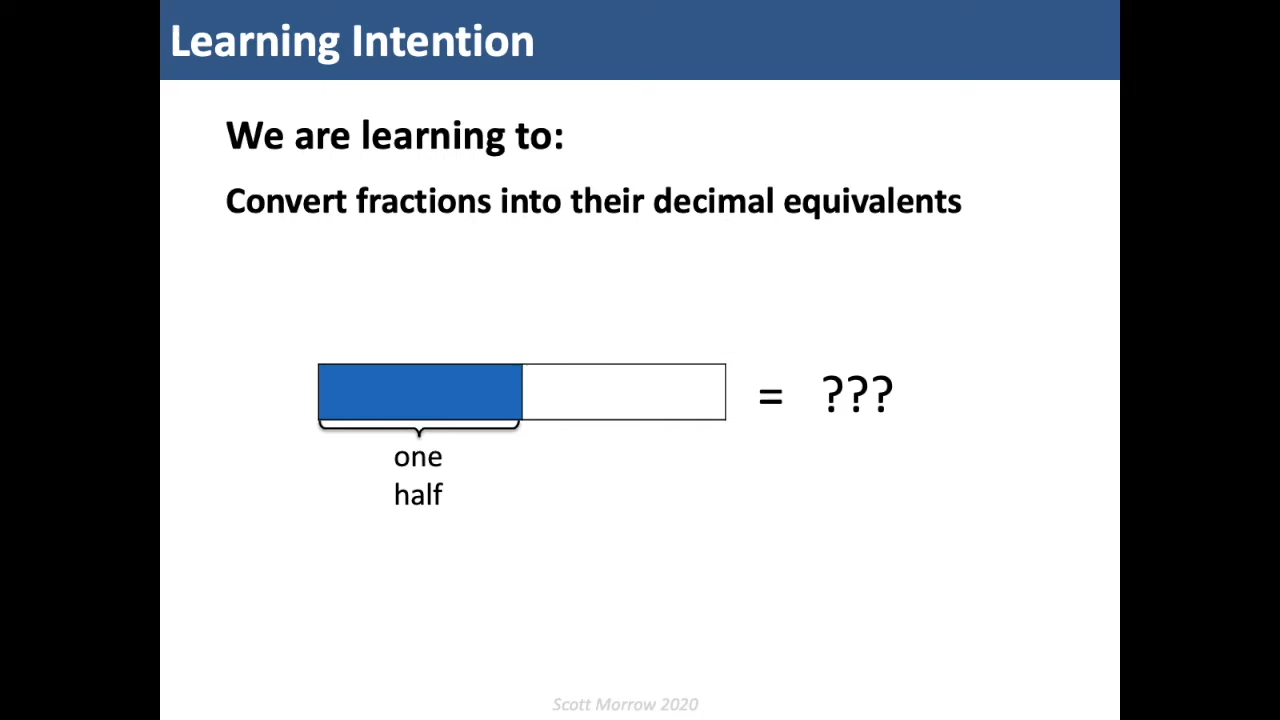 Learning Intention
We are learning to:
Convert fractions into their decimal equivalents
= ???
one
half
Scott Morrow 2020